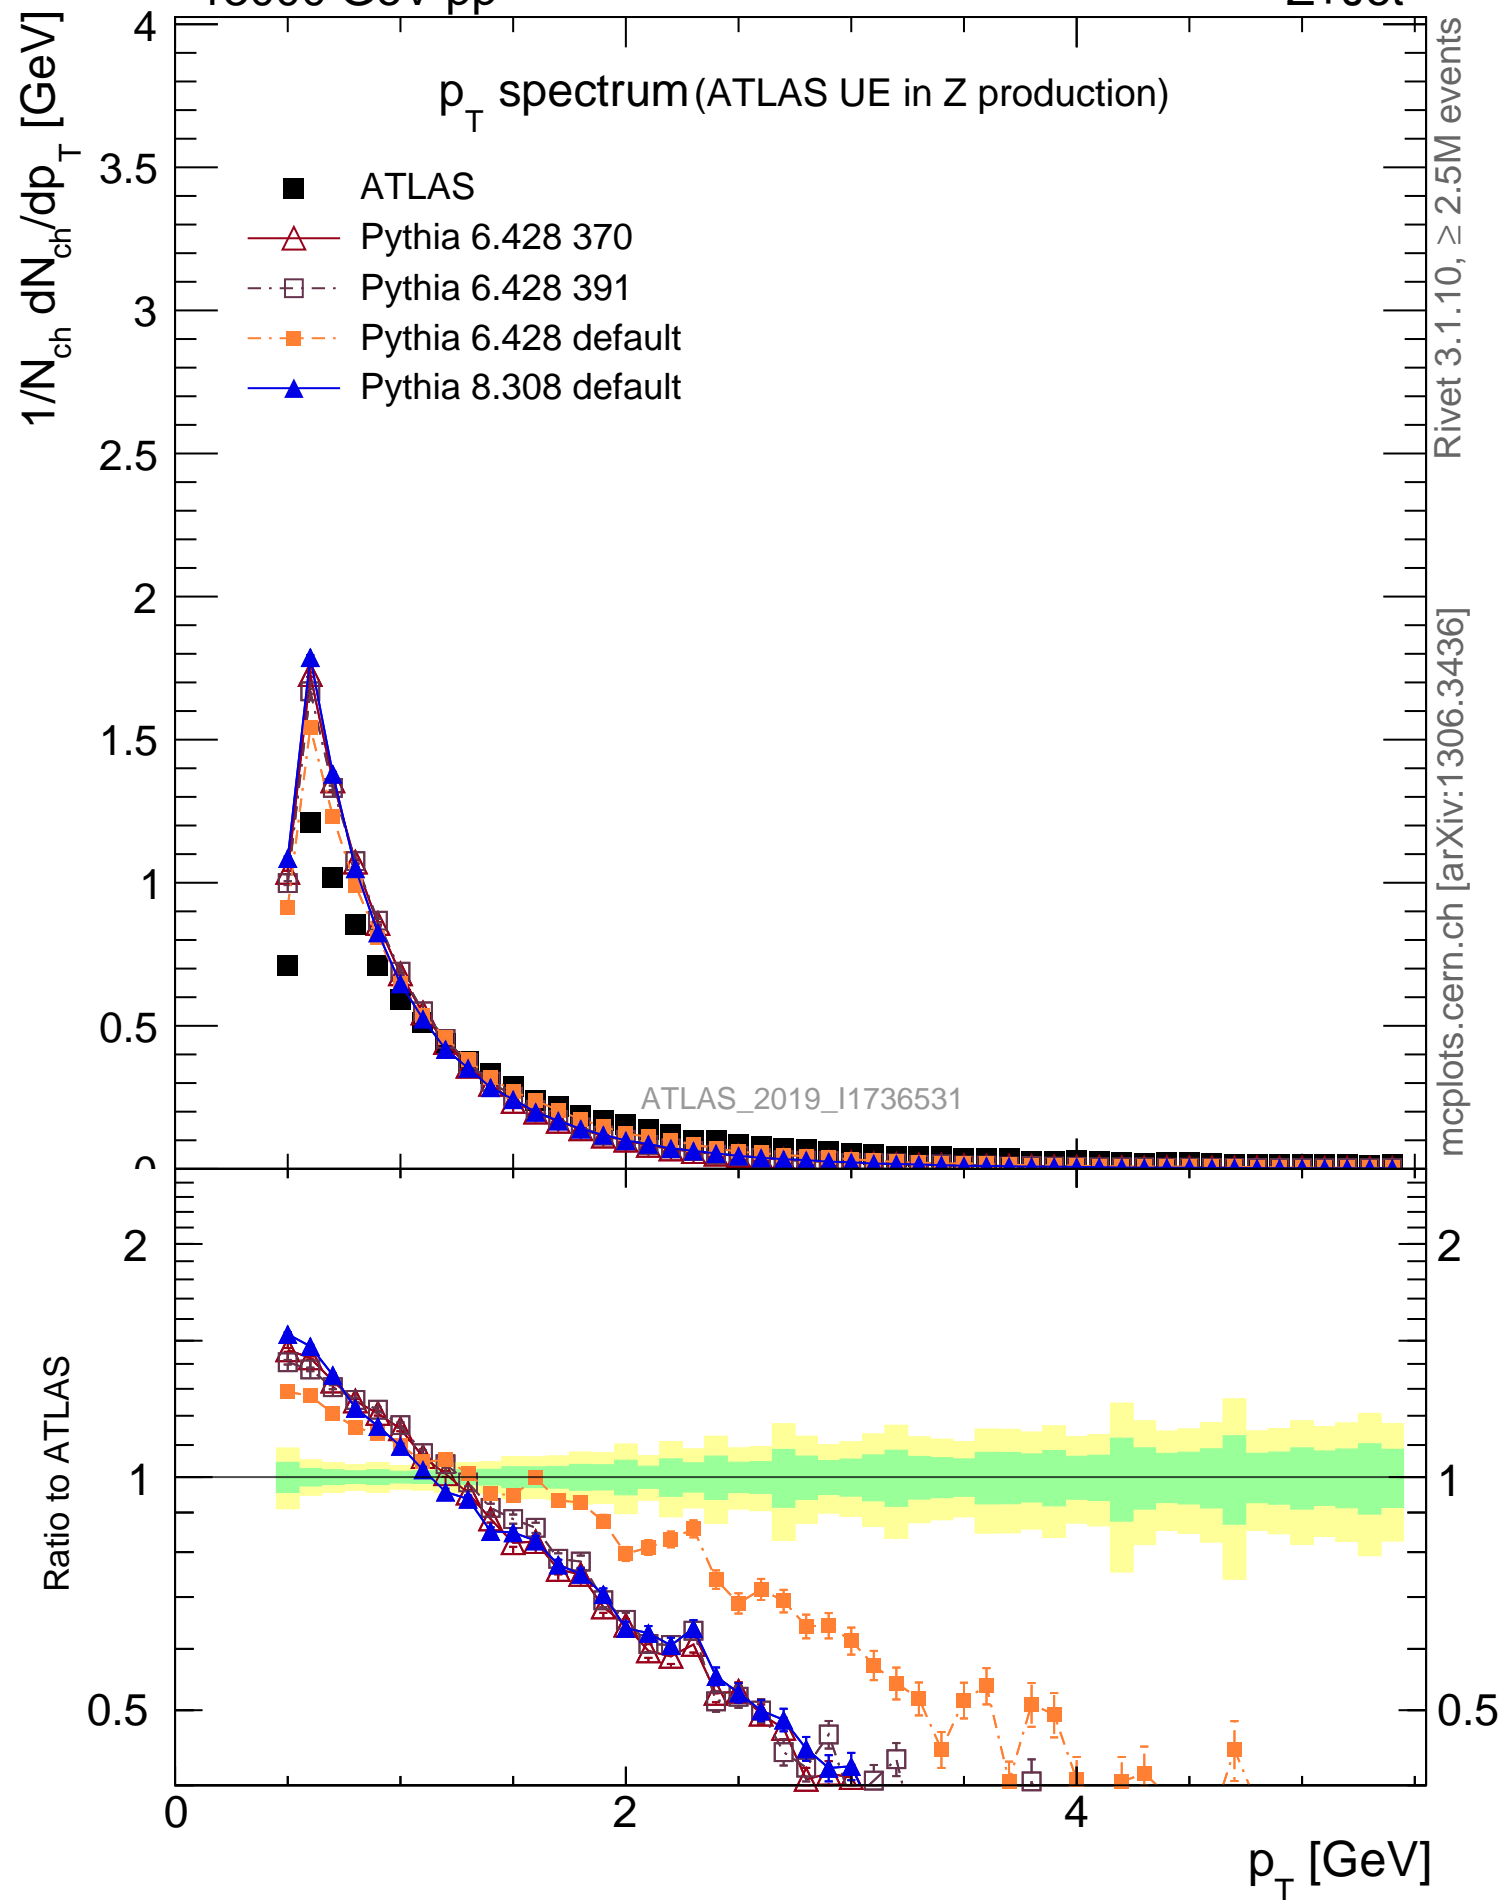 1/N_ch dN_ch/dp_T [GeV]
p_T spectrum (ATLAS UE in Z production)
ATLAS
Pythia 6.428 370
Pythia 6.428 391
Pythia 6.428 default
Pythia 8.308 default
4
3.5
3
2.5
2
1.5
1
0.5
0
ATLAS_2019_I1736531
Rivet 3.1.10, ≥ 2.5M events
mcplots.cern.ch [arXiv:1306.3436]
Ratio to ATLAS
2
1
0.5
2
1
0.5
0
2
4
p_T [GeV]